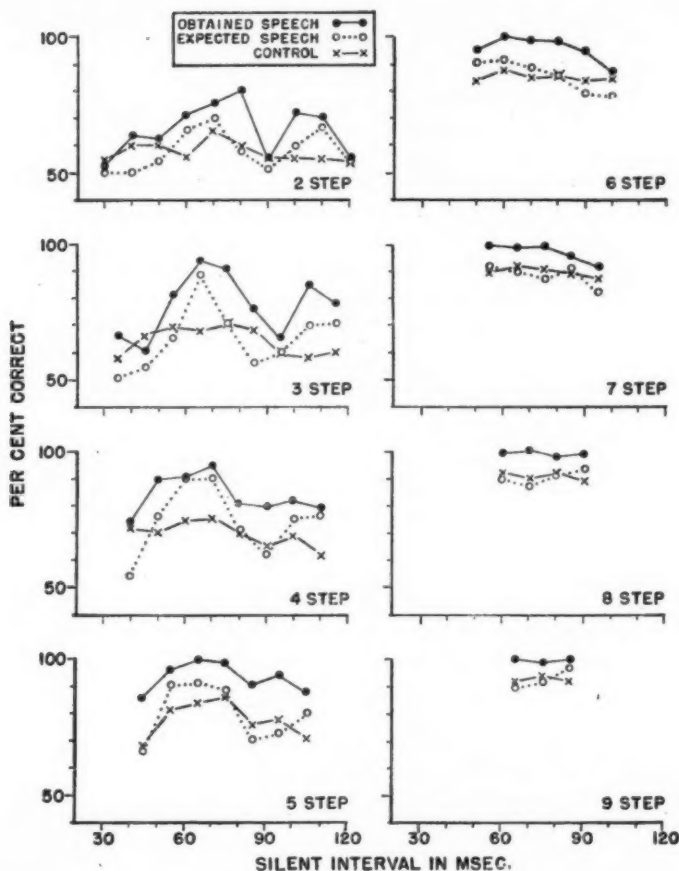 OBTAINED SPEECH
EXPECTED SPEECH
CONTROL
100
50
2 STEP
6 STEP
100
50
3 STEP
7 STEP
100
50
4 STEP
8 STEP
100
50
5 STEP
9 STEP
30 60 90 120
30 60 90 120
PER CENT CORRECT
SILENT INTERVAL IN MSEC.